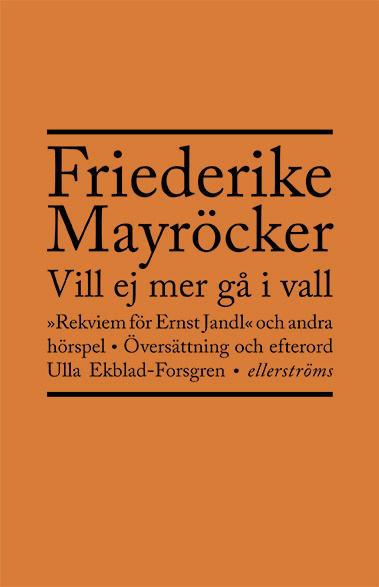 Friederike
Mayröcker
Vill ej mer gå i vall
»Rekviem för Ernst Jandl« och andra
hörspel • Översättning och efterord
Ulla Ekblad-Forsgren • ellerströms